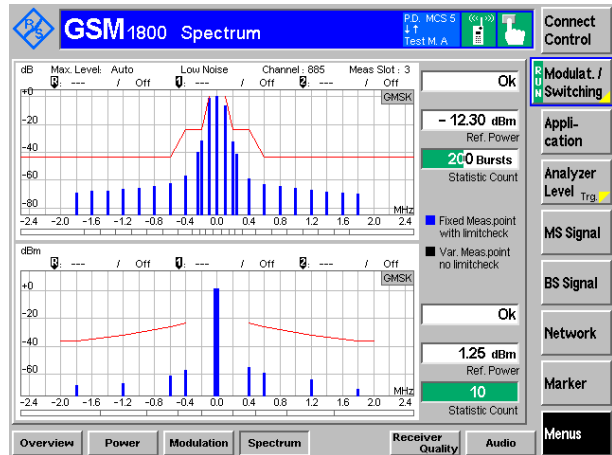 R&S
GSM1800 Spectrum
P.D. MCS 5
Test M. A
Connect
Control
dB Max. Level: Auto Low Noise Channel : 885 Meas Slot : 3
R: --- / Off 1: --- / Off 2: --- / Off
GMSK
+0
-20
-40
-60
-80
MHz
-2.4 -2.0 -1.6 -1.2 -0.8 -0.4 0.0 0.4 0.8 1.2 1.6 2.0 2.4
Ok
- 12.30 dBm
Ref. Power
200 Bursts
Statistic Count
Fixed Meas.point
with limitcheck
Var. Meas.point
no limitcheck
dBm
R: --- / Off 1: --- / Off 2: --- / Off
GMSK
+0
-20
-40
-60
MHz
-2.4 -2.0 -1.6 -1.2 -0.8 -0.4 0.0 0.4 0.8 1.2 1.6 2.0 2.4
Ok
1.25 dBm
Ref. Power
10
Statistic Count
RUN
Modulat. /
Switching
Appli-
cation
Analyzer
Level Trg.
MS Signal
BS Signal
Network
Marker
Menus
Overview
Power
Modulation
Spectrum
Receiver
Quality
Audio